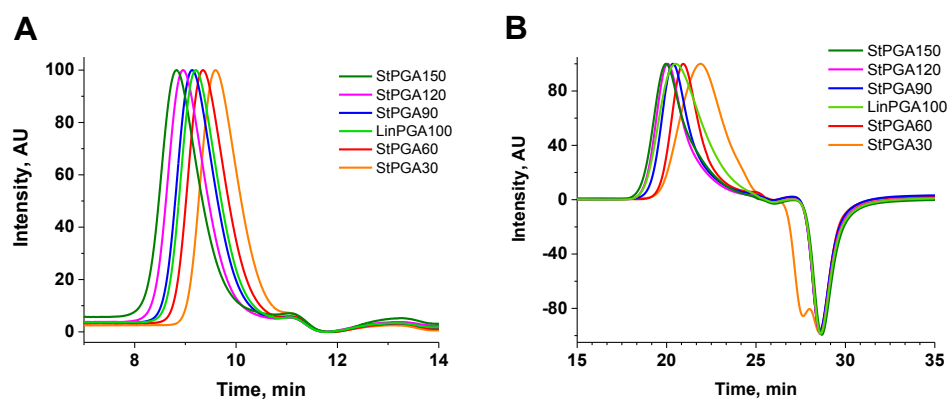 A
Intensity, AU
100
80
60
40
20
0
8
10
12
14
Time, min
StPGA150
StPGA120
StPGA90
LinPGA100
StPGA60
StPGA30
B
Intensity, AU
80
40
0
-40
-80
15
20
25
30
35
Time, min
StPGA150
StPGA120
StPGA90
LinPGA100
StPGA60
StPGA30